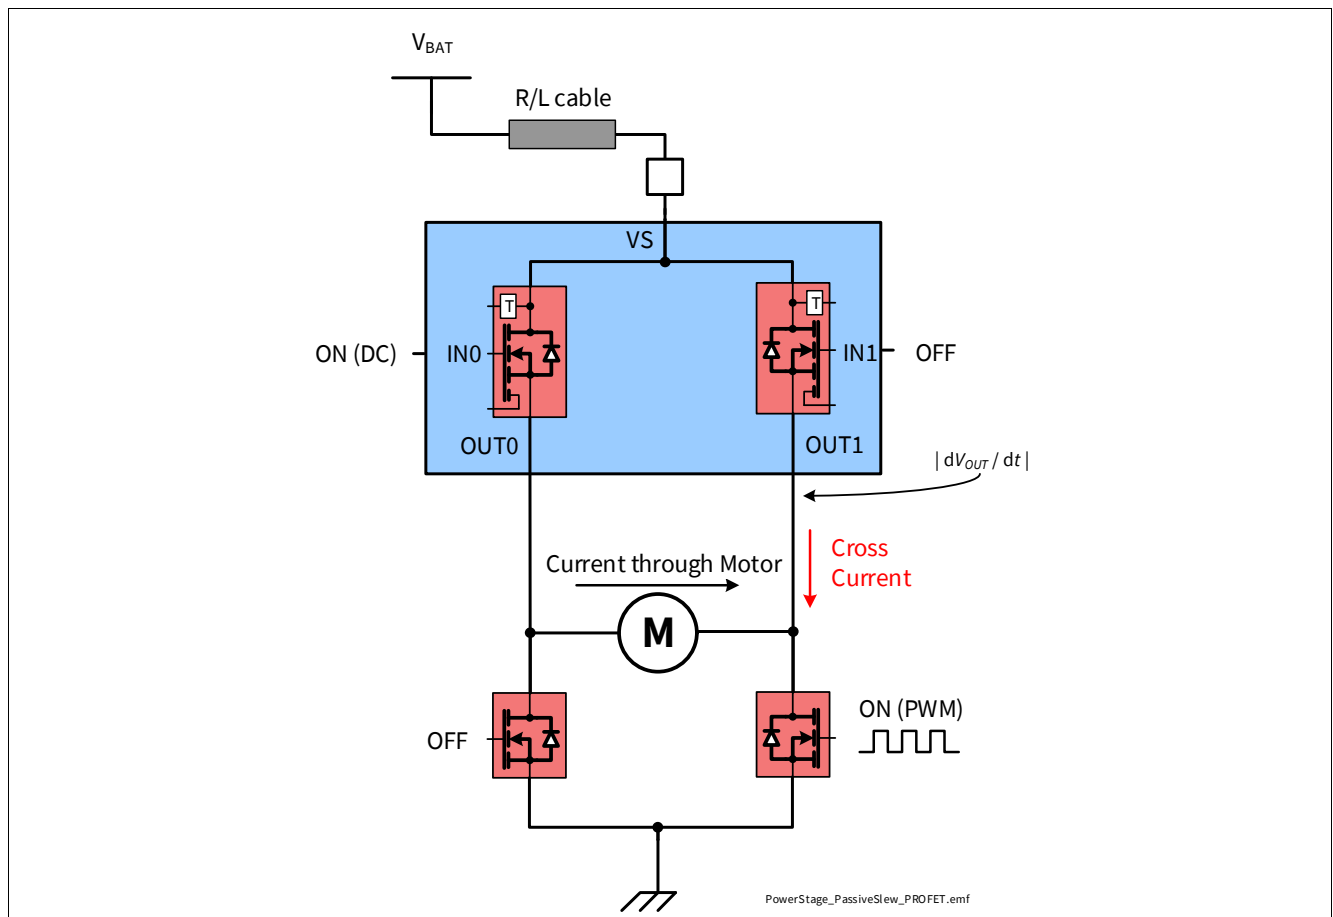 VBAT
R/L cable
VS
T
T
ON (DC)
IN0
IN1
OFF
OUT0
OUT1
| dVOUT / dt |
Current through Motor
Cross
Current
M
OFF
ON (PWM)
PowerStage_PassiveSlew_PROFET.emf